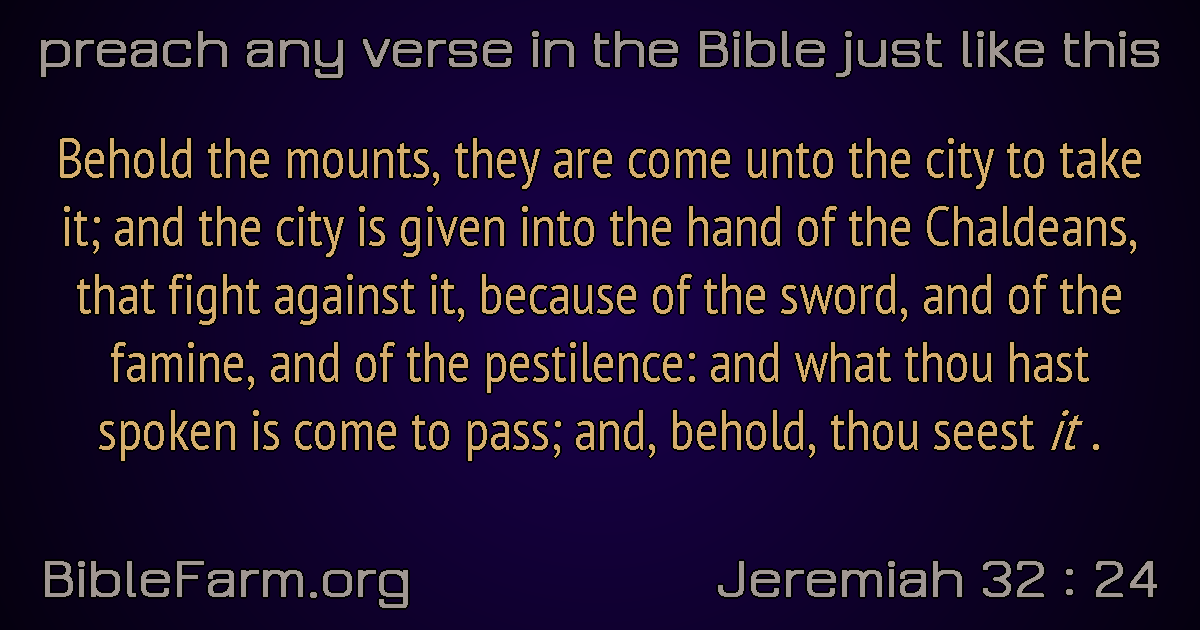 preach any verse in the Bible just like this
Behold the mounts, they are come unto the city to take
it; and the city is given into the hand of the Chaldeans,
that fight against it, because of the sword, and of the
famine, and of the pestilence: and what thou hast
spoken is come to pass; and, behold, thou seest it .
BibleFarm.org
Jeremiah 32 : 24